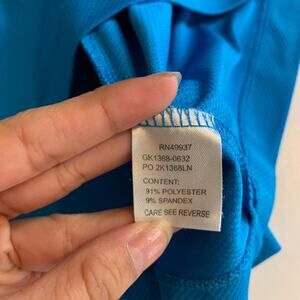 RN49937
GK1368-0632
PO 2K1368LN
CONTENT:
91% POLYESTER
9% SPANDEX
CARE SEE REVERSE